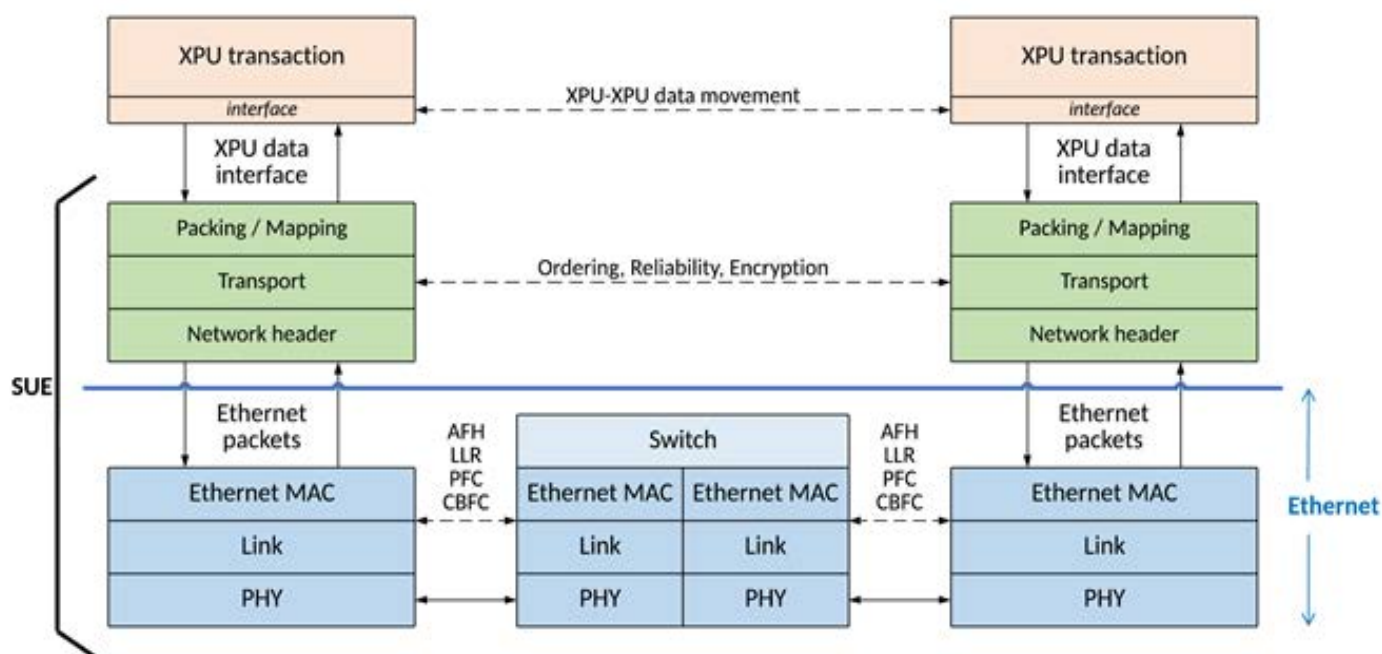 XPU transaction
XPU transaction
interface
XPU-XPU data movement
interface
XPU data
interface
XPU data
interface
Packing / Mapping
Packing / Mapping
Transport
Ordering, Reliability, Encryption
Transport
Network header
Network header
SUE
Ethernet
packets
Ethernet
packets
AFH
LLR
PFC
CBFC
Switch
AFH
LLR
PFC
CBFC
Ethernet MAC
Ethernet MAC
Ethernet MAC
Ethernet MAC
Ethernet
Link
Link
Link
Link
PHY
PHY
PHY
PHY